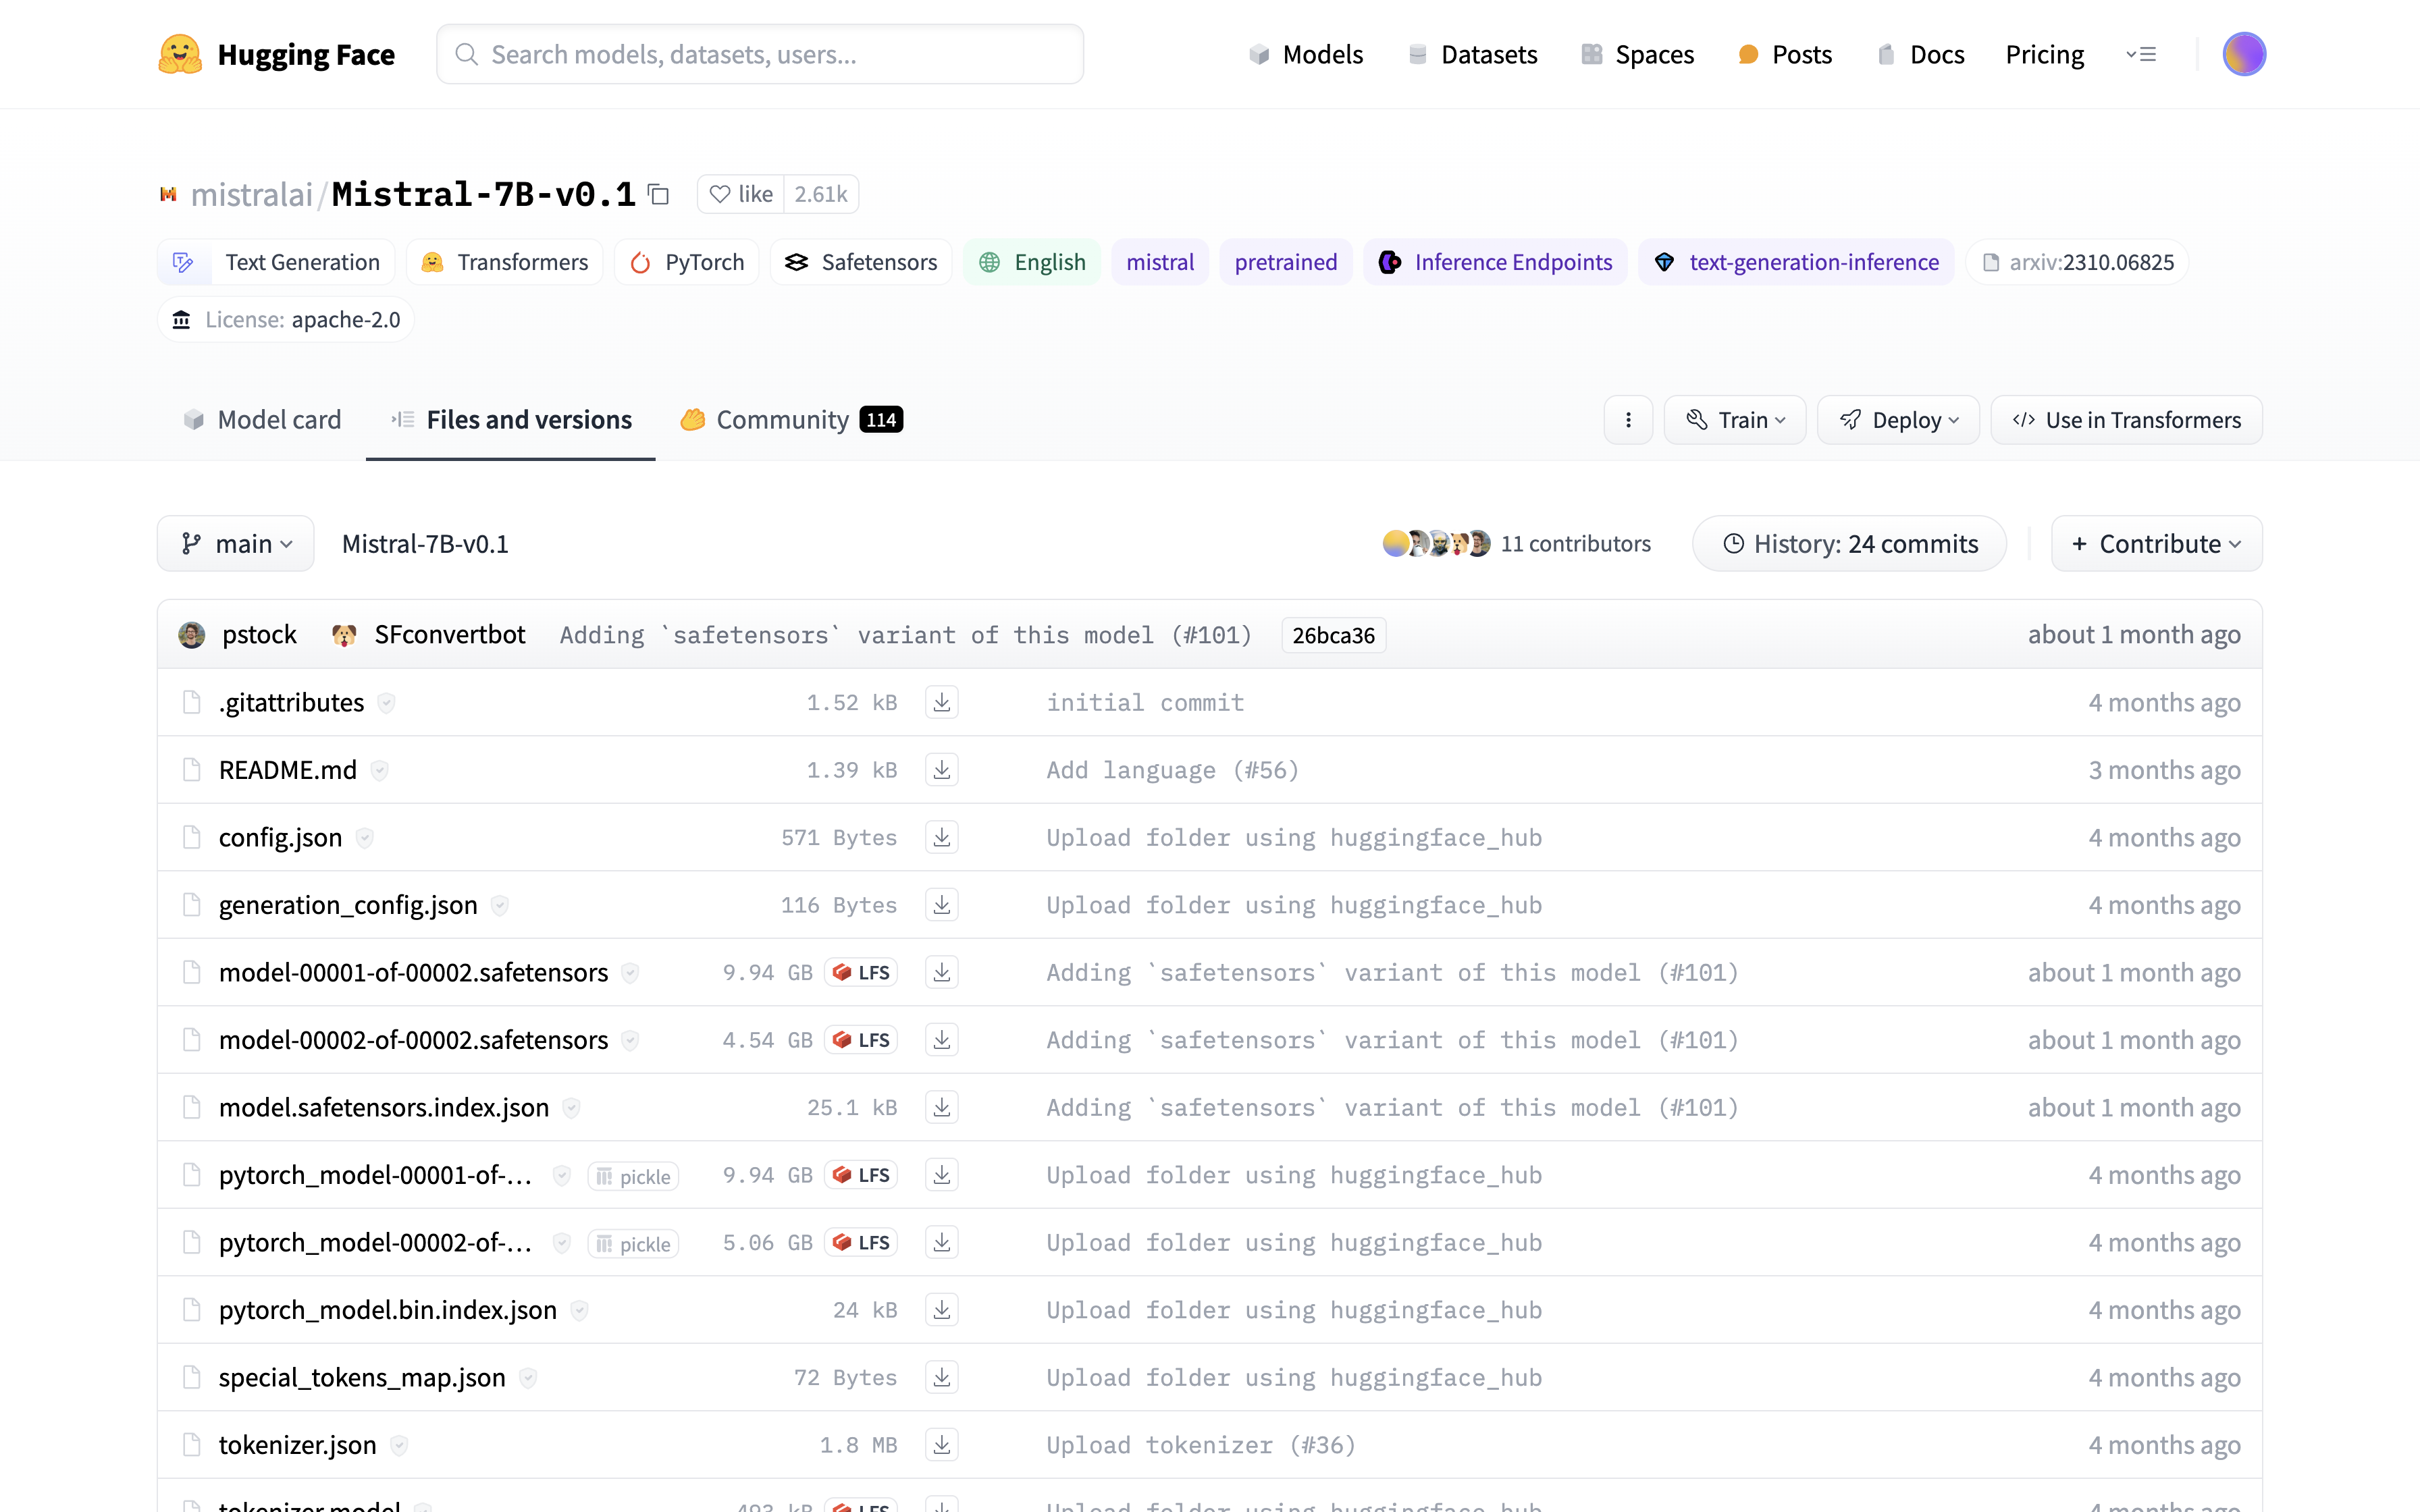 Hugging Face Search models, datasets, users... Models Datasets Spaces Posts Docs Pricing
mistralai/Mistral-7B-v0.1 like 2.61k
Text Generation Transformers PyTorch Safetensors English mistral pretrained Inference Endpoints text-generation-inference arxiv:2310.06825
License: apache-2.0
Model card Files and versions Community 114 Train Deploy </> Use in Transformers
main Mistral-7B-v0.1 11 contributors History: 24 commits + Contribute
pstock SFconvertbot Adding `safetensors` variant of this model (#101) 26bca36 about 1 month ago
.gitattributes 1.52 kB initial commit 4 months ago
README.md 1.39 kB Add language (#56) 3 months ago
config.json 571 Bytes Upload folder using huggingface_hub 4 months ago
generation_config.json 116 Bytes Upload folder using huggingface_hub 4 months ago
model-00001-of-00002.safetensors 9.94 GB LFS Adding `safetensors` variant of this model (#101) about 1 month ago
model-00002-of-00002.safetensors 4.54 GB LFS Adding `safetensors` variant of this model (#101) about 1 month ago
model.safetensors.index.json 25.1 kB Adding `safetensors` variant of this model (#101) about 1 month ago
pytorch_model-00001-of-... pickle 9.94 GB LFS Upload folder using huggingface_hub 4 months ago
pytorch_model-00002-of-... pickle 5.06 GB LFS Upload folder using huggingface_hub 4 months ago
pytorch_model.bin.index.json 24 kB Upload folder using huggingface_hub 4 months ago
special_tokens_map.json 72 Bytes Upload folder using huggingface_hub 4 months ago
tokenizer.json 1.8 MB Upload tokenizer (#36) 4 months ago
tokenizer.model 493 kB LFS Upload folder using huggingface_hub 4 months ago